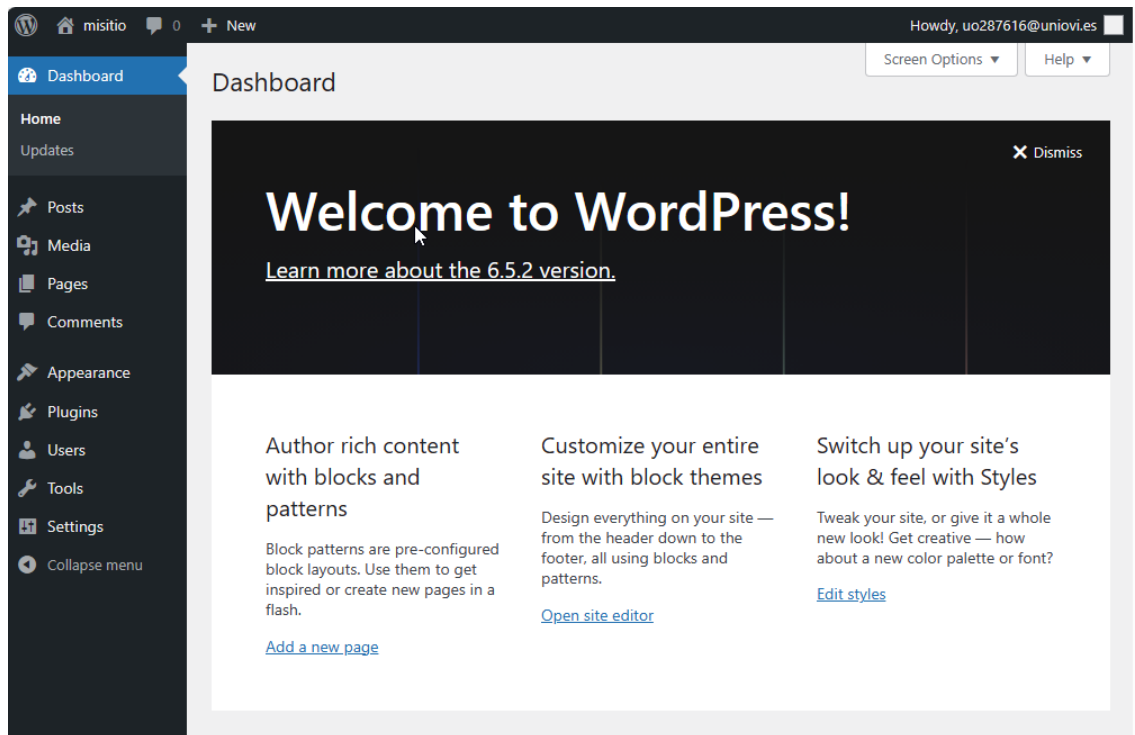 misitio 0 + New Howdy, uo287616@uniovi.es
Dashboard
Home
Updates
Posts
Media
Pages
Comments
Appearance
Plugins
Users
Tools
Settings
Collapse menu
Screen Options ▼ Help ▼
Dashboard
Dismiss
Welcome to WordPress!
Learn more about the 6.5.2 version.
Author rich content
with blocks and
patterns
Block patterns are pre-configured
block layouts. Use them to get
inspired or create new pages in a
flash.
Add a new page
Customize your entire
site with block themes
Design everything on your site —
from the header down to the
footer, all using blocks and
patterns.
Open site editor
Switch up your site’s
look & feel with Styles
Tweak your site, or give it a whole
new look! Get creative — how
about a new color palette or font?
Edit styles